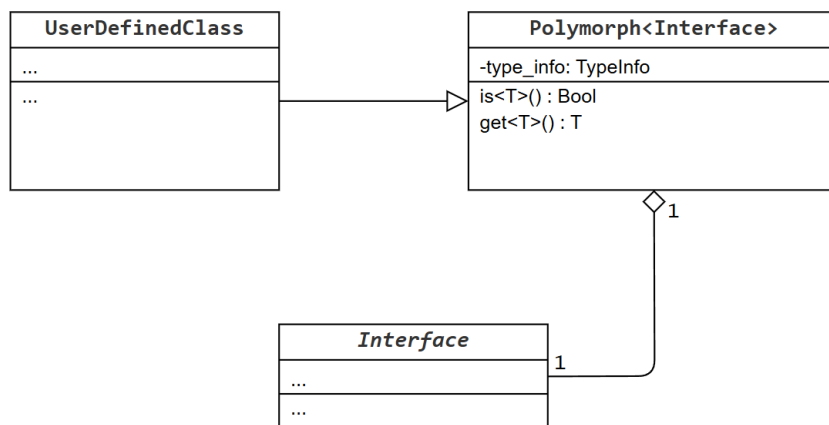 UserDefinedClass
...
...
Polymorph<Interface>
-type_info: TypeInfo
is<T>() : Bool
get<T>() : T
1
Interface
...
...
1